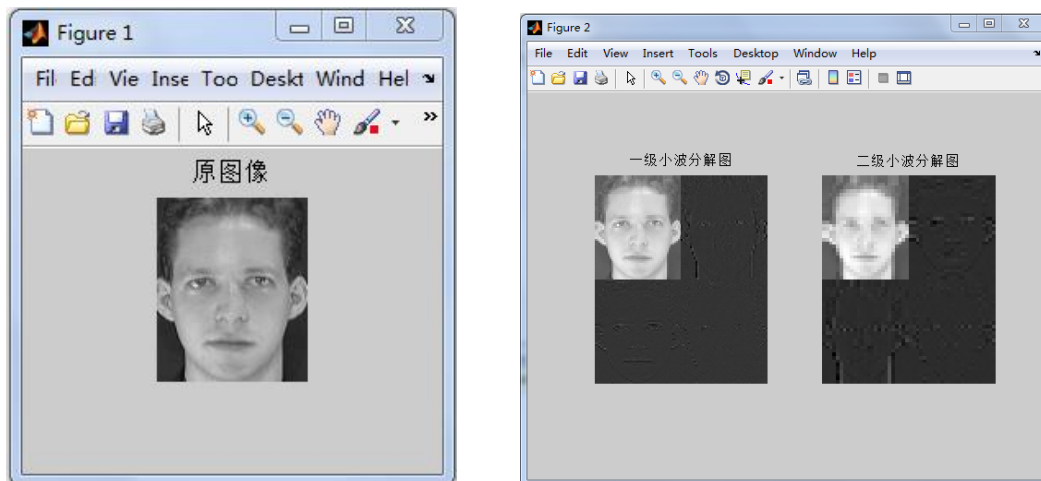 Figure 1
Fil Ed Vie Inse Too Deskt Wind Hel
原图像
Figure 2
File Edit View Insert Tools Desktop Window Help
一级小波分解图 二级小波分解图